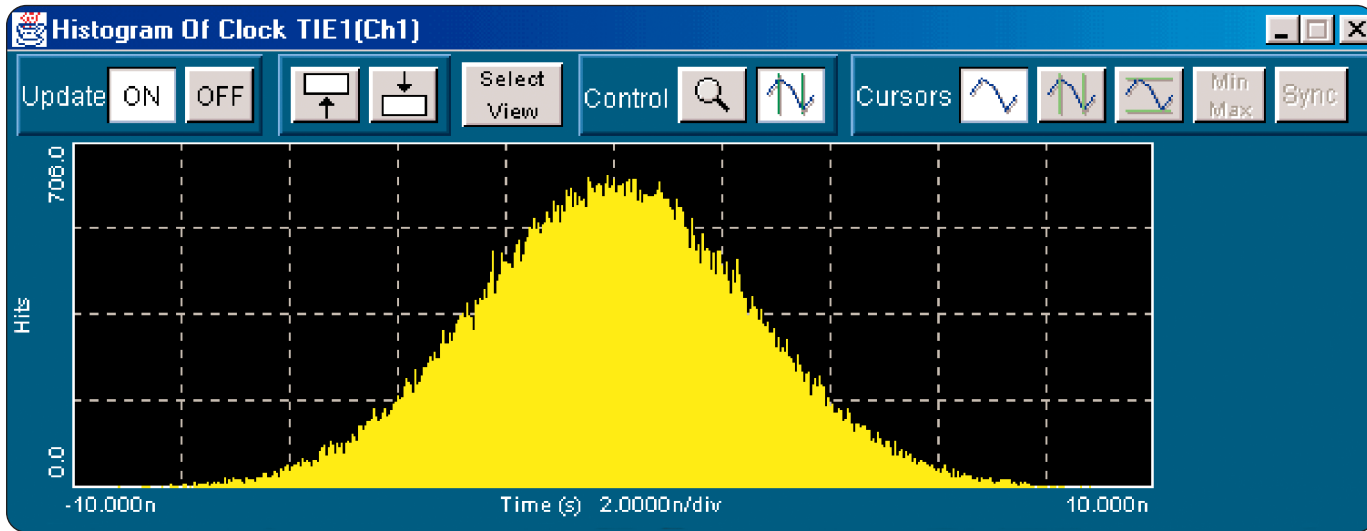 Histogram Of Clock TIE1(Ch1)
Update ON OFF Select View Control Cursors Min Max Sync
706.0
Hits
0.0
-10.000n Time (s) 2.0000n/div 10.000n